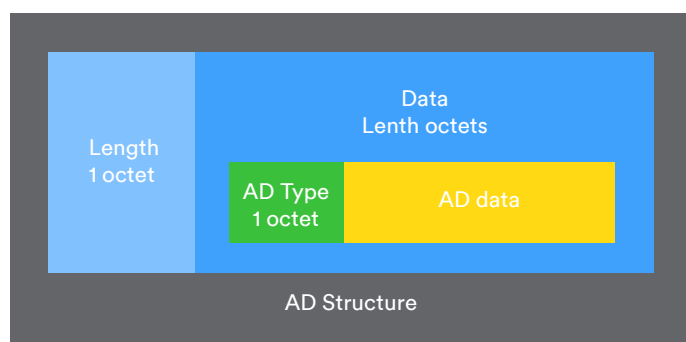 Length
1 octet
Data
Lenth octets
AD Type
1 octet
AD data
AD Structure